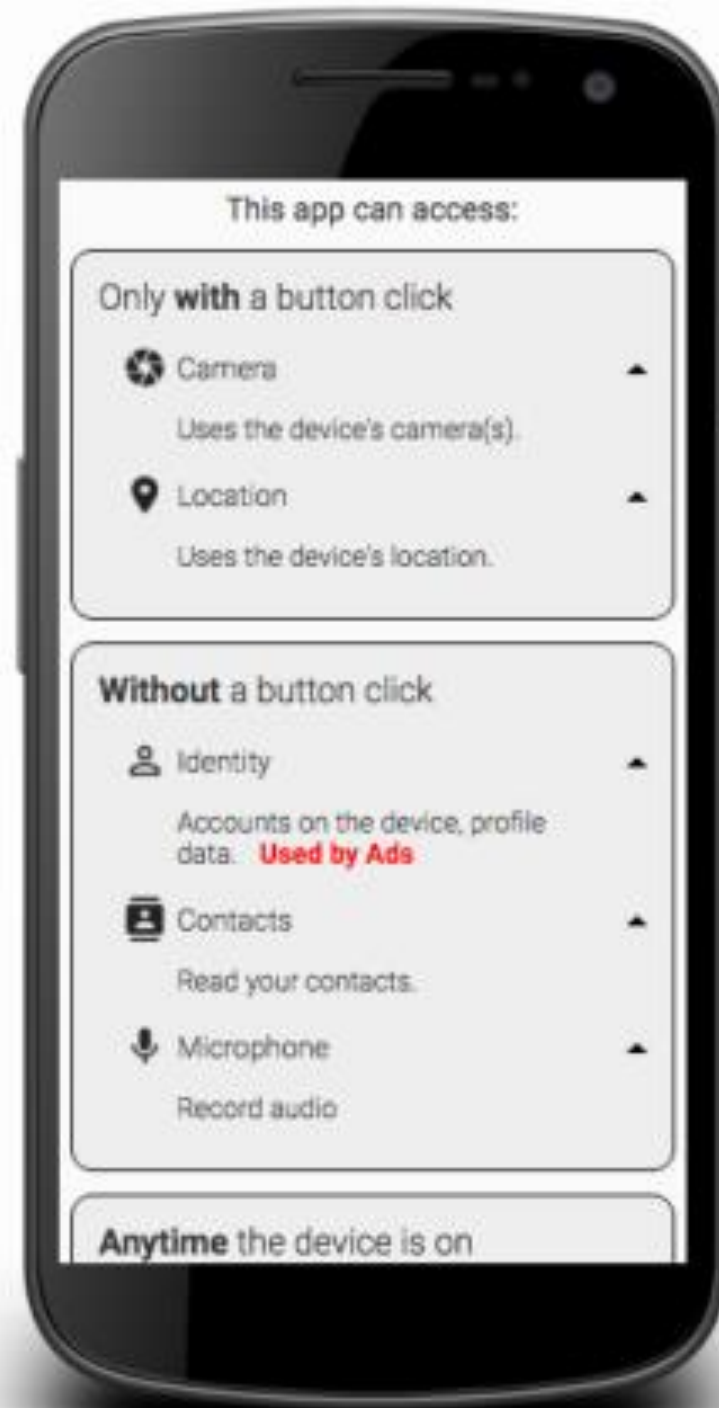 This app can access:
Only with a button click
Camera
Uses the device's camera(s).
Location
Uses the device's location.
Without a button click
Identity
Accounts on the device, profile
data. Used by Ads
Contacts
Read your contacts.
Microphone
Record audio
Anytime the device is on